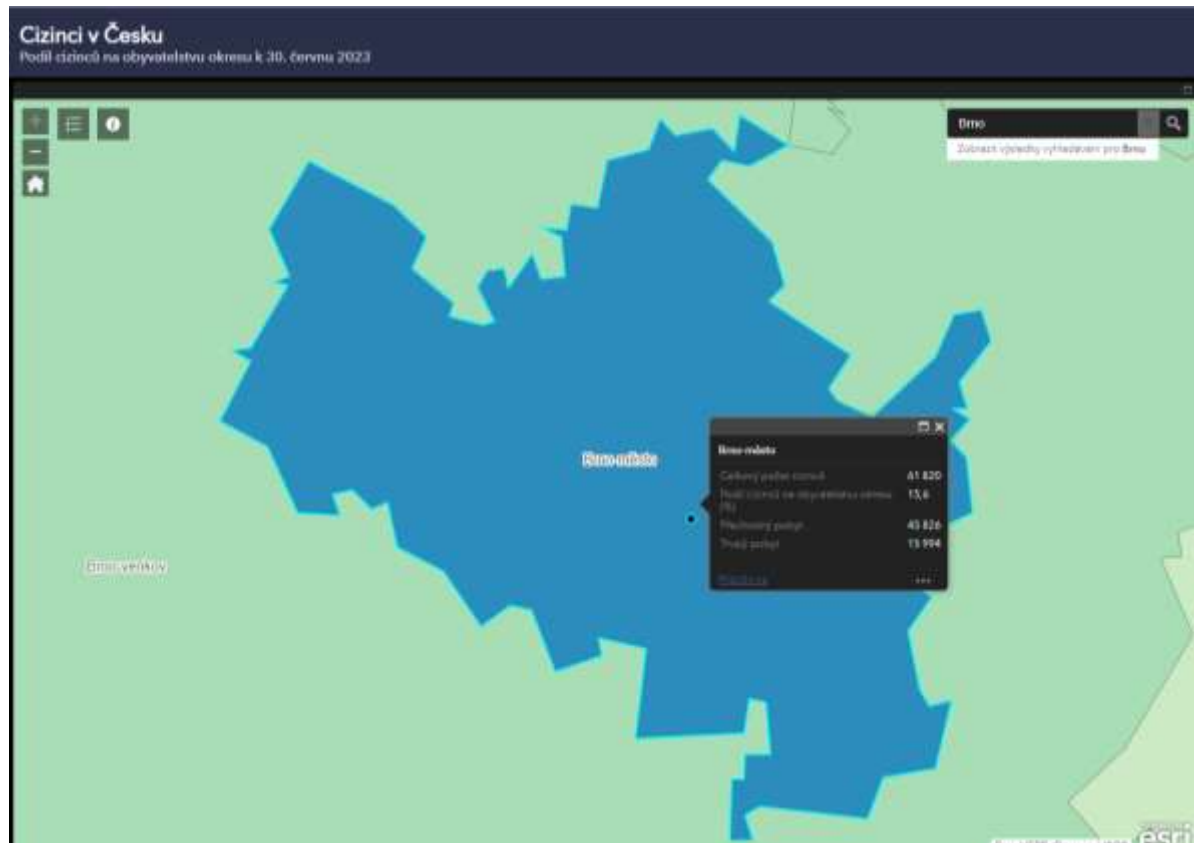 Cizinci v Česku
Podíl cizinců na obyvatelstvu okresu k 30. červnu 2023
Brno
Zobrazit výsledky vyhledávání pro Brno
Brno-město
Brno-město
Celkový počet cizinců 61 820
Podíl cizinců na obyvatelstvu okresu (%) 15,6
Přechodný pobyt 45 826
Trvalý pobyt 15 994
Brno-venkov
esri